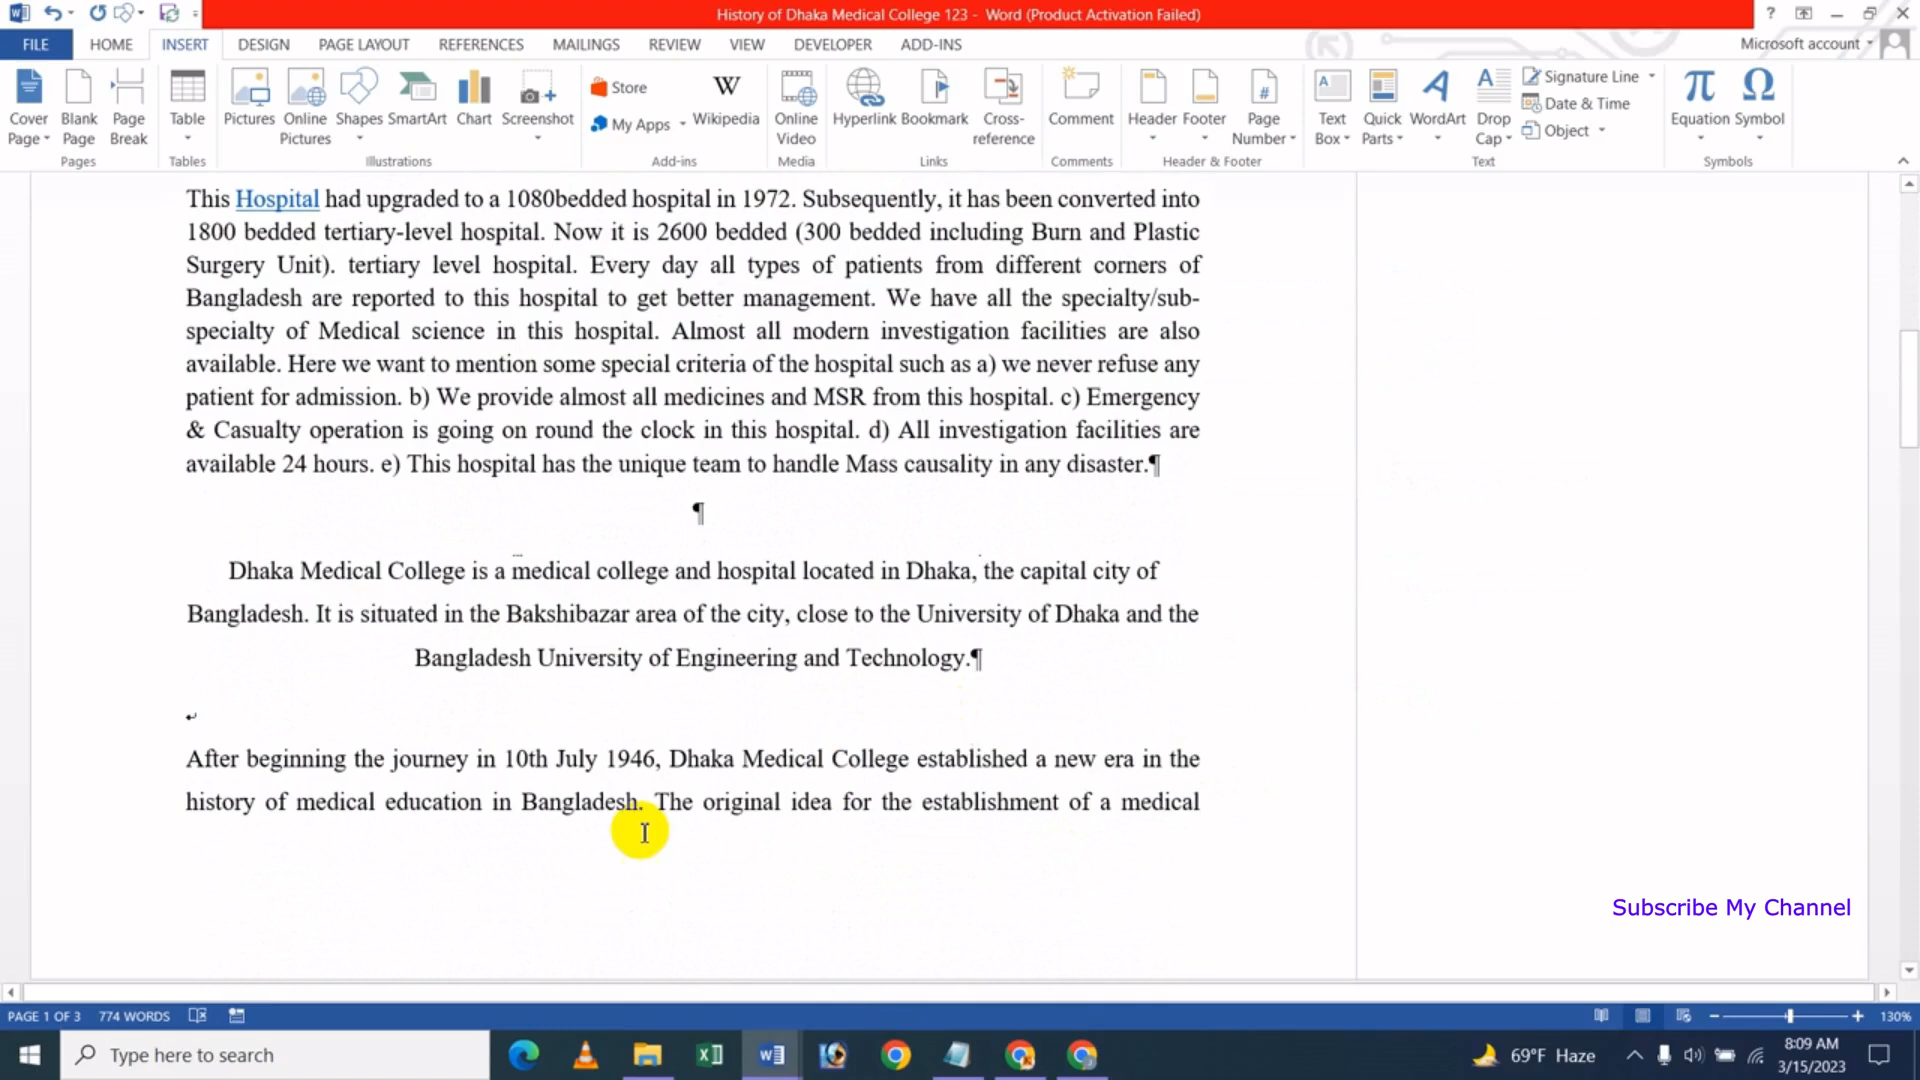 History of Dhaka Medical College 123 - Word (Product Activation Failed)
FILE HOME INSERT DESIGN PAGE LAYOUT REFERENCES MAILINGS REVIEW VIEW DEVELOPER ADD-INS Microsoft account
Cover Page Blank Page Page Break
Table
Pictures Online Pictures Shapes SmartArt Chart Screenshot
Store
My Apps
Wikipedia
Online Video
Hyperlink Bookmark Cross-reference
Comment
Header Footer Page Number
Text Box Quick Parts WordArt Drop Cap
Signature Line
Date & Time
Object
Equation Symbol
Pages Tables Illustrations Add-ins Media Links Comments Header & Footer Text Symbols
This Hospital had upgraded to a 1080bedded hospital in 1972. Subsequently, it has been converted into
1800 bedded tertiary-level hospital. Now it is 2600 bedded (300 bedded including Burn and Plastic
Surgery Unit). tertiary level hospital. Every day all types of patients from different corners of
Bangladesh are reported to this hospital to get better management. We have all the specialty/sub-
specialty of Medical science in this hospital. Almost all modern investigation facilities are also
available. Here we want to mention some special criteria of the hospital such as a) we never refuse any
patient for admission. b) We provide almost all medicines and MSR from this hospital. c) Emergency
& Casualty operation is going on round the clock in this hospital. d) All investigation facilities are
available 24 hours. e) This hospital has the unique team to handle Mass causality in any disaster.¶
¶
Dhaka Medical College is a medical college and hospital located in Dhaka, the capital city of
Bangladesh. It is situated in the Bakshibazar area of the city, close to the University of Dhaka and the
Bangladesh University of Engineering and Technology.¶
After beginning the journey in 10th July 1946, Dhaka Medical College established a new era in the
history of medical education in Bangladesh. The original idea for the establishment of a medical
Subscribe My Channel
PAGE 1 OF 3 774 WORDS 130%
Type here to search
69°F Haze
8:09 AM
3/15/2023